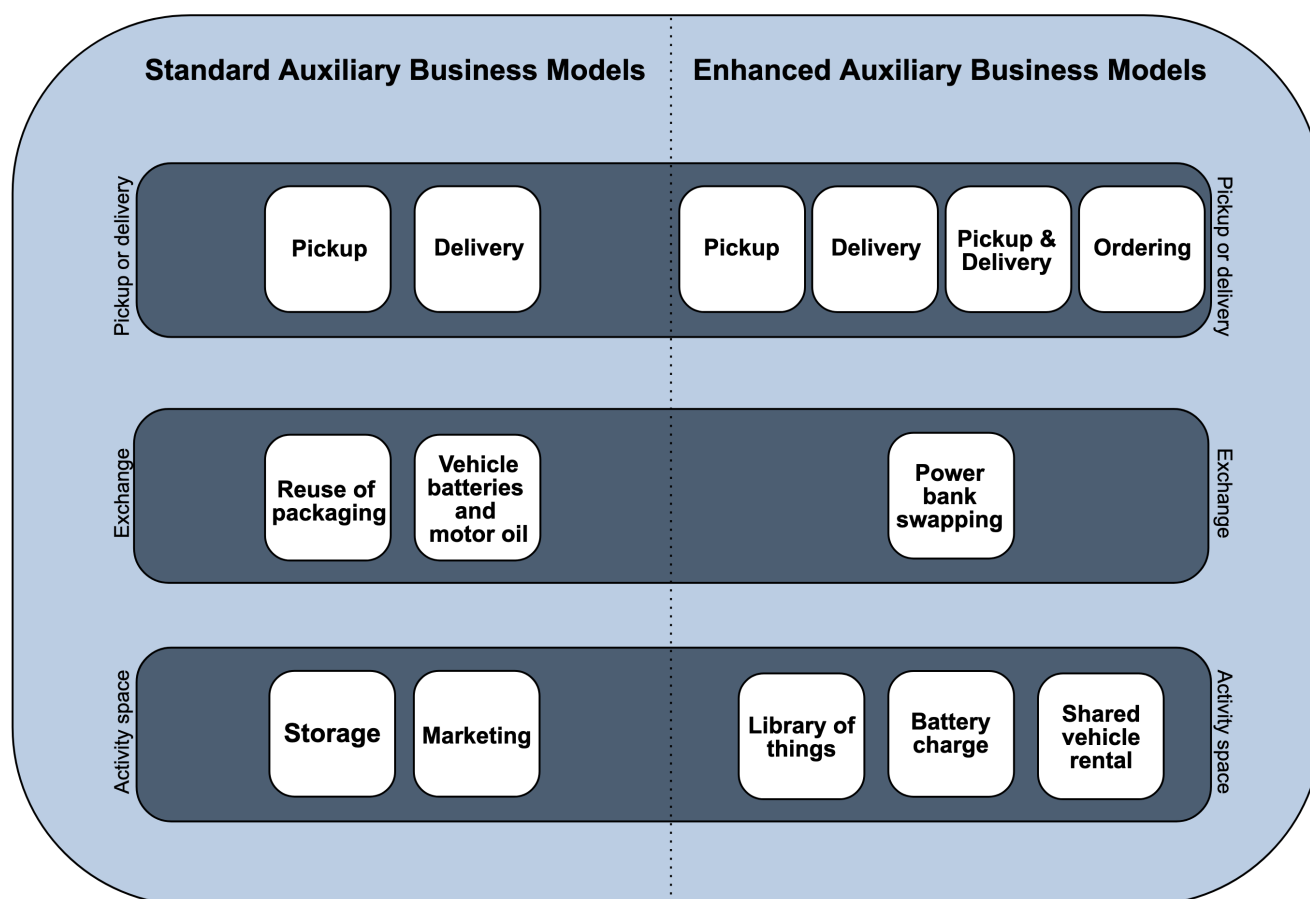 Standard Auxiliary Business Models
Enhanced Auxiliary Business Models
Pickup or delivery
Pickup
Delivery
Pickup
Delivery
Pickup &
Delivery
Ordering
Pickup or delivery
Exchange
Reuse of
packaging
Vehicle
batteries
and
motor oil
Power
bank
swapping
Exchange
Activity space
Storage
Marketing
Library of
things
Battery
charge
Shared
vehicle
rental
Activity space